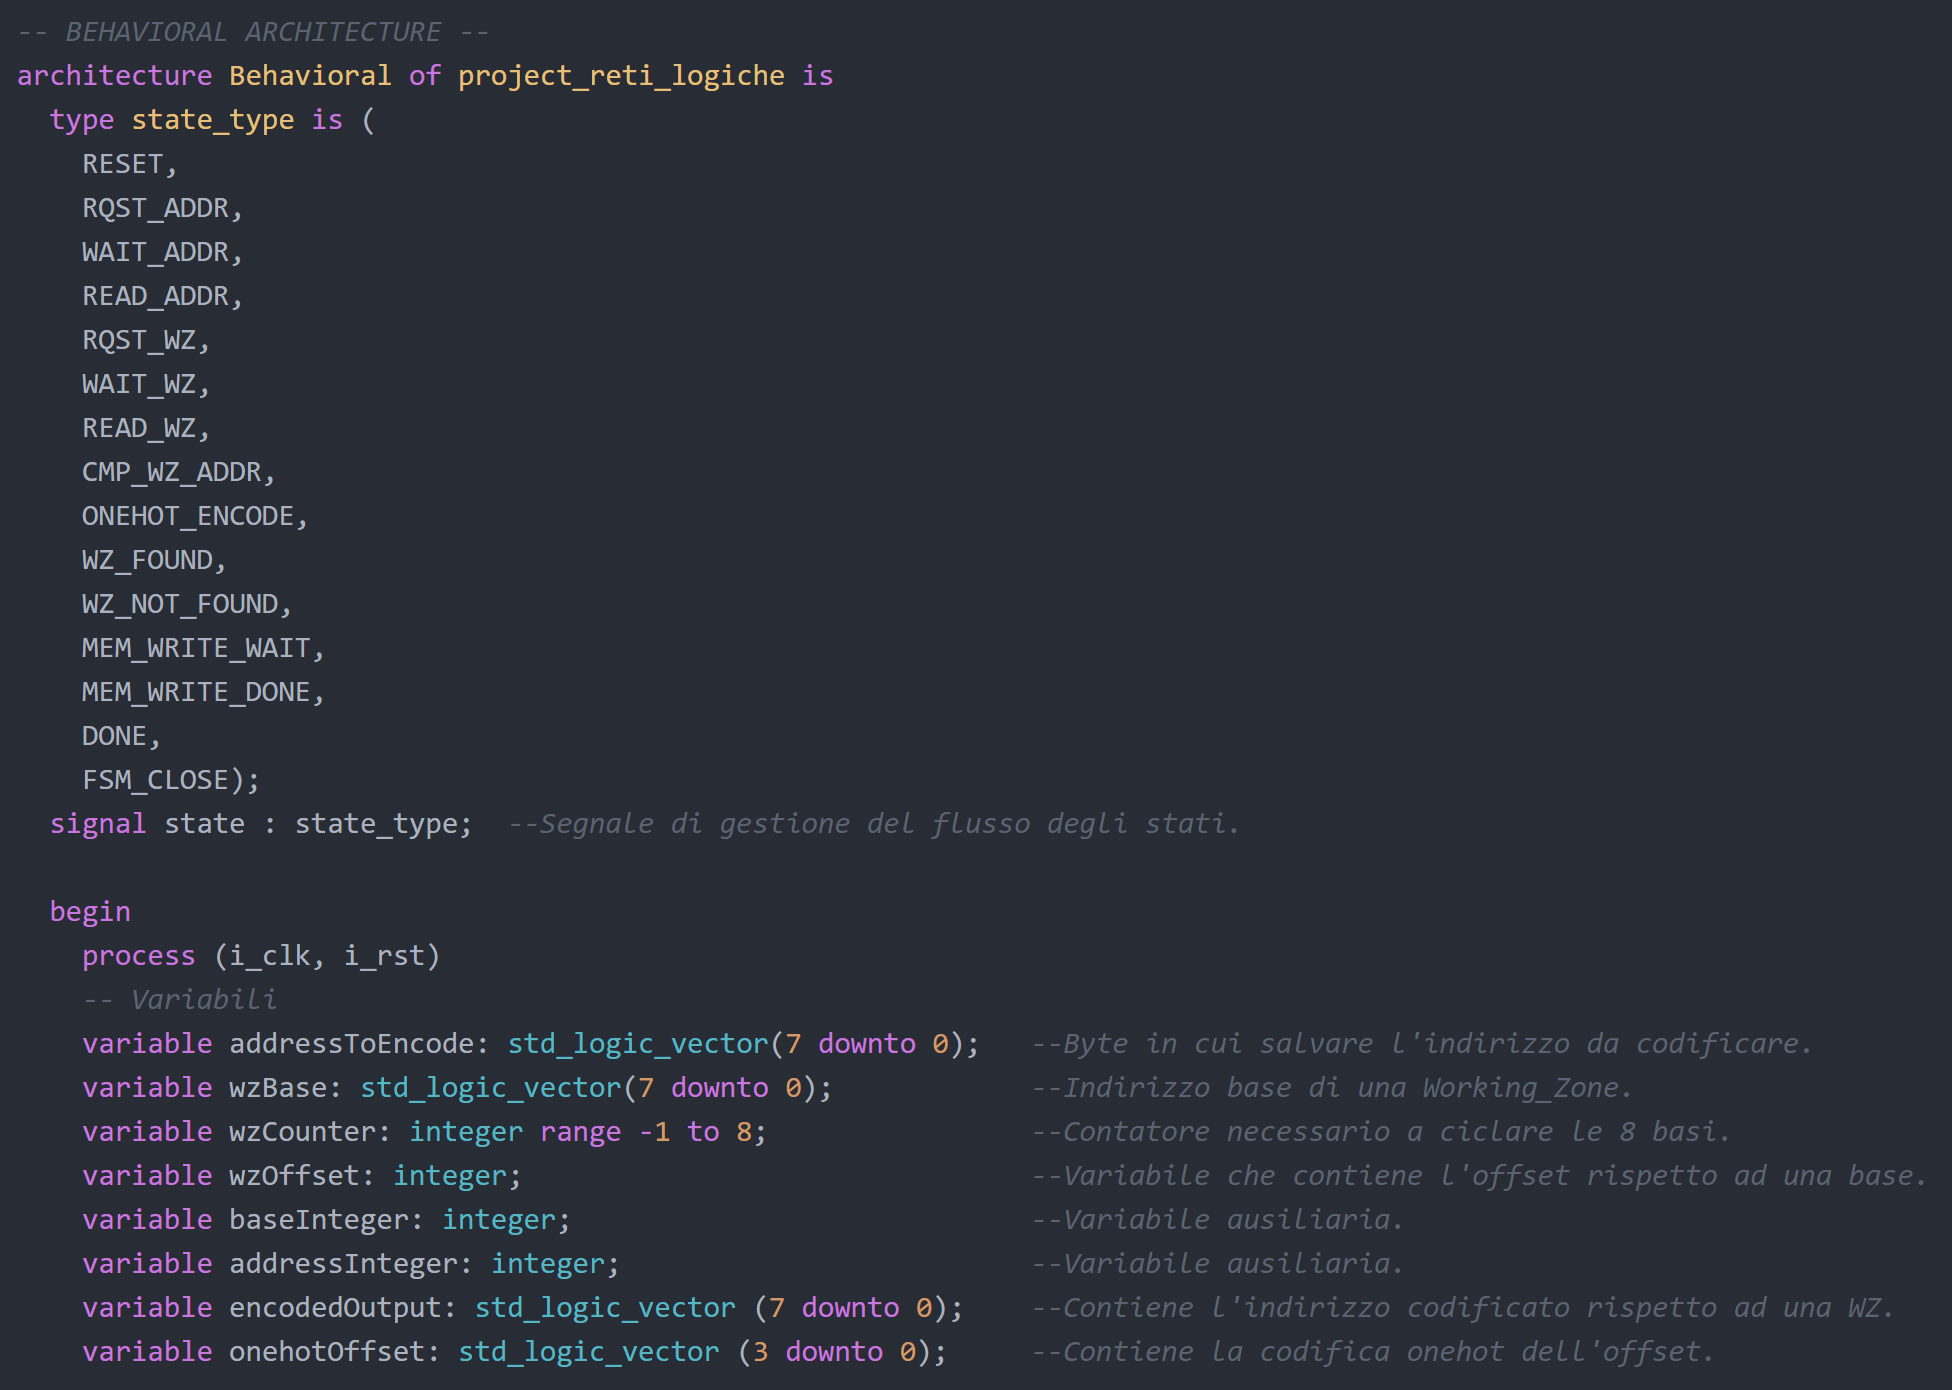 -- BEHAVIORAL ARCHITECTURE --
architecture Behavioral of project_reti_logiche is
type state_type is (
RESET,
RQST_ADDR,
WAIT_ADDR,
READ_ADDR,
RQST_WZ,
WAIT_WZ,
READ_WZ,
CMP_WZ_ADDR,
ONEHOT_ENCODE,
WZ_FOUND,
WZ_NOT_FOUND,
MEM_WRITE_WAIT,
MEM_WRITE_DONE,
DONE,
FSM_CLOSE);
signal state : state_type; --Segnale di gestione del flusso degli stati.
begin
process (i_clk, i_rst)
-- Variabili
variable addressToEncode: std_logic_vector(7 downto 0); --Byte in cui salvare l'indirizzo da codificare.
variable wzBase: std_logic_vector(7 downto 0); --Indirizzo base di una Working_Zone.
variable wzCounter: integer range -1 to 8; --Contatore necessario a ciclare le 8 basi.
variable wzOffset: integer; --Variabile che contiene l'offset rispetto ad una base.
variable baseInteger: integer; --Variabile ausiliaria.
variable addressInteger: integer; --Variabile ausiliaria.
variable encodedOutput: std_logic_vector (7 downto 0); --Contiene l'indirizzo codificato rispetto ad una WZ.
variable onehotOffset: std_logic_vector (3 downto 0); --Contiene la codifica onehot dell'offset.